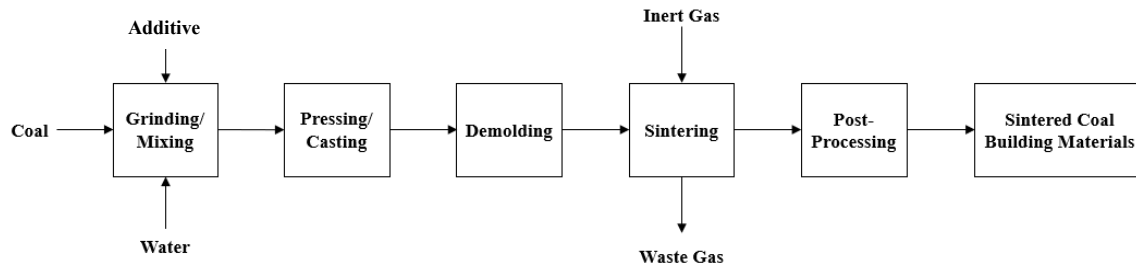 Additive
Inert Gas
Coal
Grinding/
Mixing
Pressing/
Casting
Demolding
Sintering
Post-
Processing
Sintered Coal
Building Materials
Water
Waste Gas